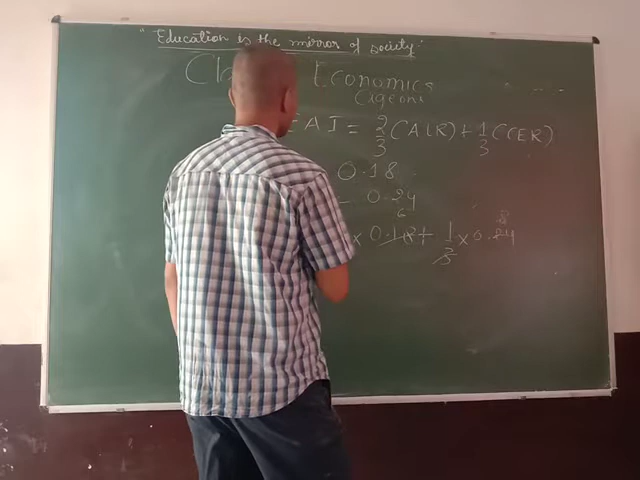 "Education is the mirror of society"
Economics
A I = 2/3 (ALR) + 1/3 (CER)
0.18
- 0.24
× 0.18 + 1/3 × 0.24